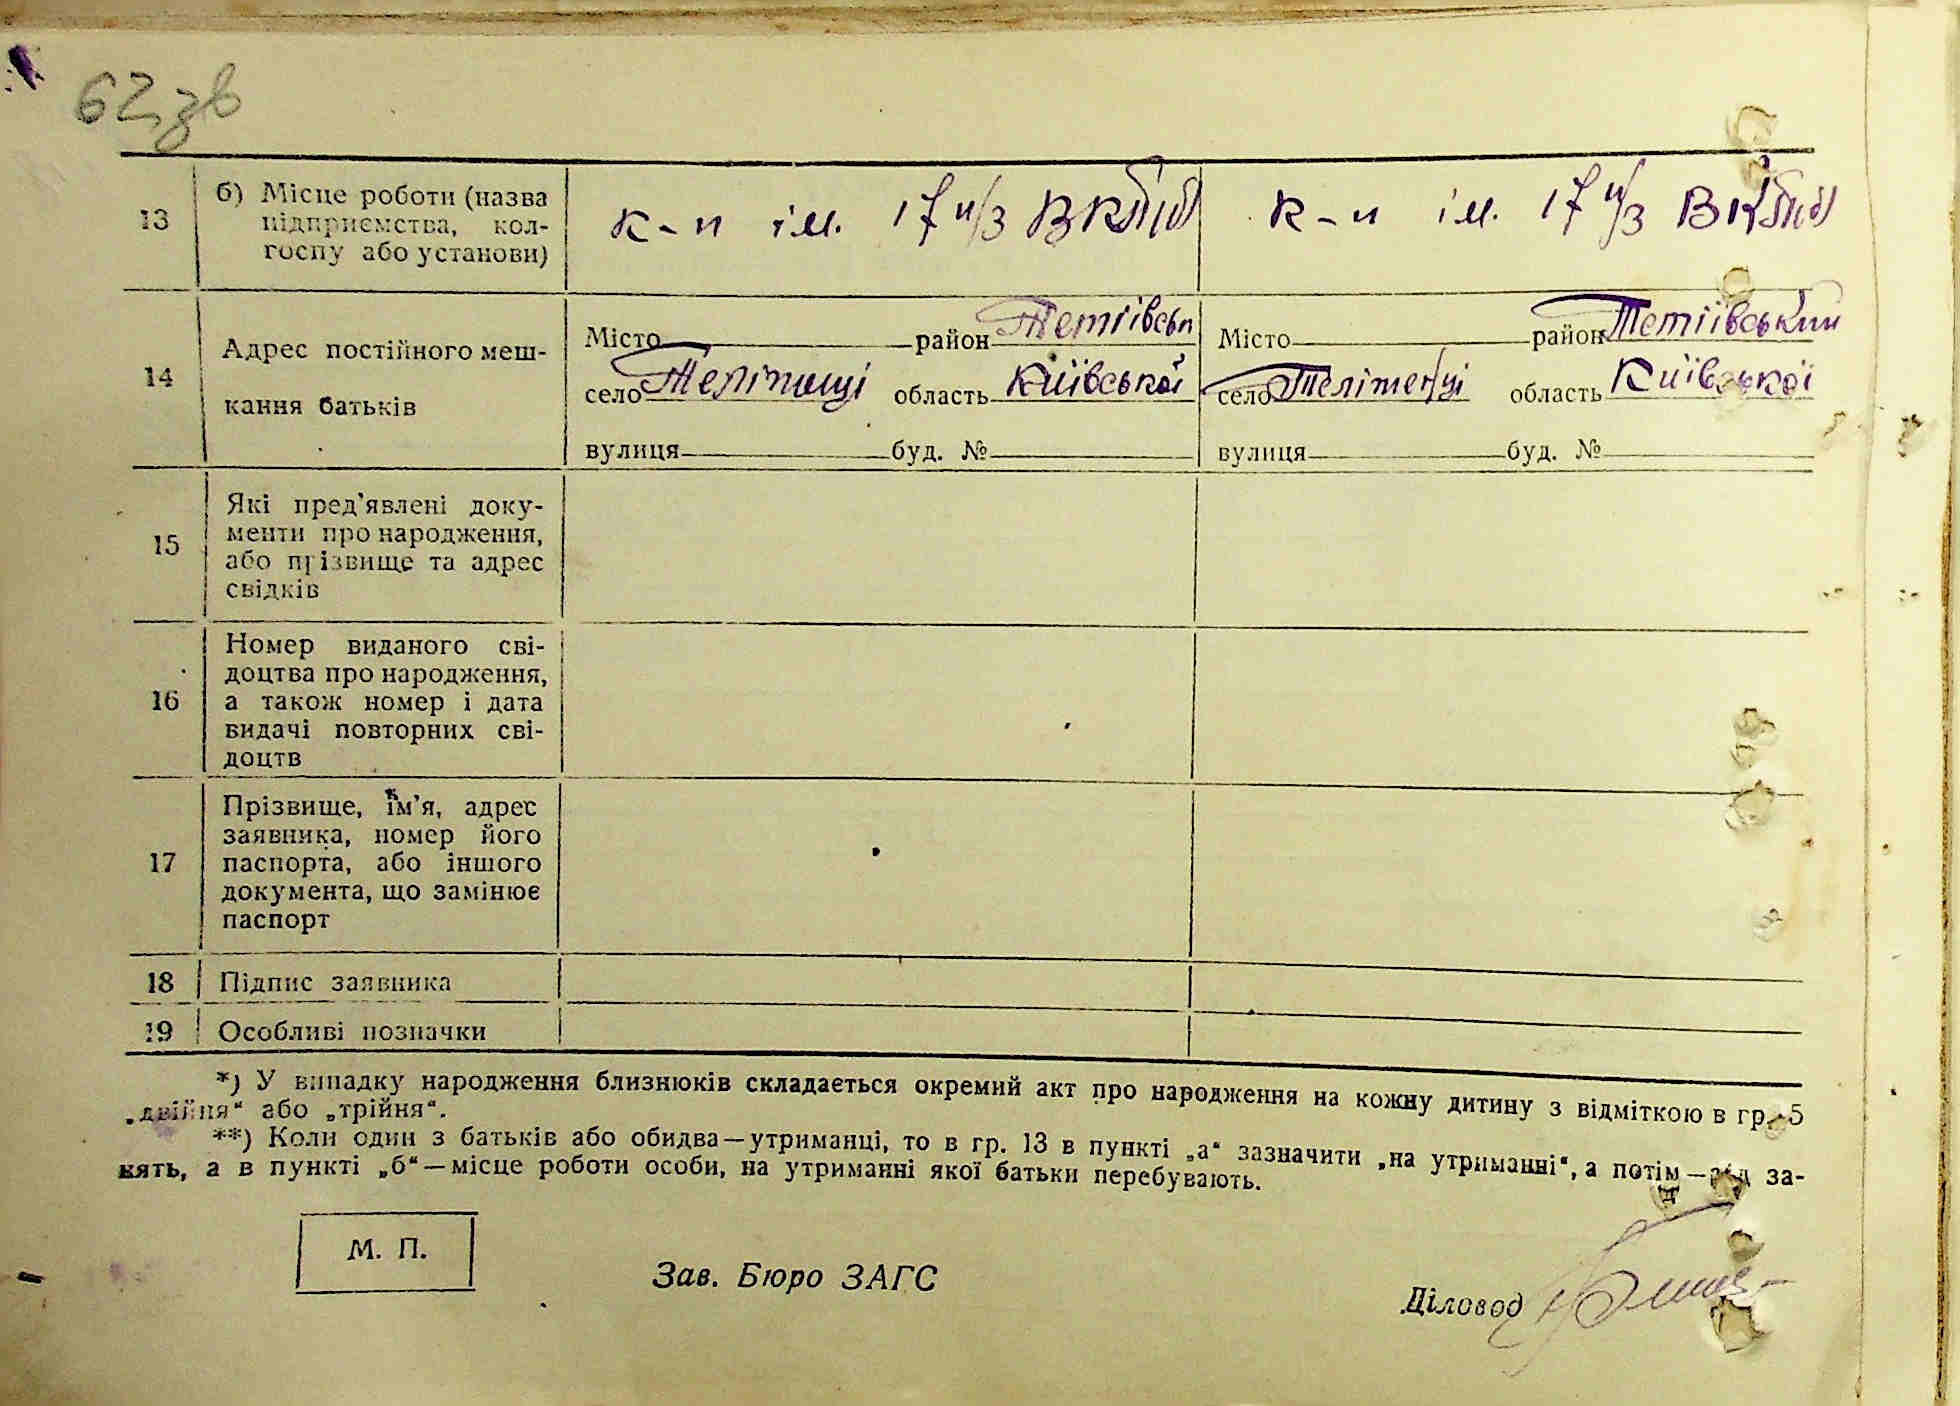 62, зв
13 б) Місце роботи (назва
підприємства, кол-
госпу або установи)
к-п ім. 17 п/з ВКП(б) к-п ім. 17 п/з ВКП(б)
Місто район Тетіївськ Місто район Тетіївський
14 Адрес постійного меш-
кання батьків
село область Київської село область Київської
вулиця буд. № вулиця буд. №
15 Які пред'явлені доку-
менти про народження,
або прізвище та адрес
свідків
16 Номер виданого сві-
доцтва про народження,
а також номер і дата
видачі повторних сві-
доцтв
17 Прізвище, ім'я, адрес
заявника, номер його
паспорта, або іншого
документа, що замінює
паспорт
18 Підпис заявника
19 Особливі позначки
*) У випадку народження близнюків складається окремий акт про народження на кожну дитину з відміткою в гр. 5
„двійня“ або „трійня“.
**) Коли один з батьків або обидва—утриманці, то в гр. 13 в пункті „а“ зазначити „на утриманні“, а потім—рід за-
нять, а в пункті „б“—місце роботи особи, на утриманні якої батьки перебувають.
М. П.
Зав. Бюро ЗАГС
Діловод